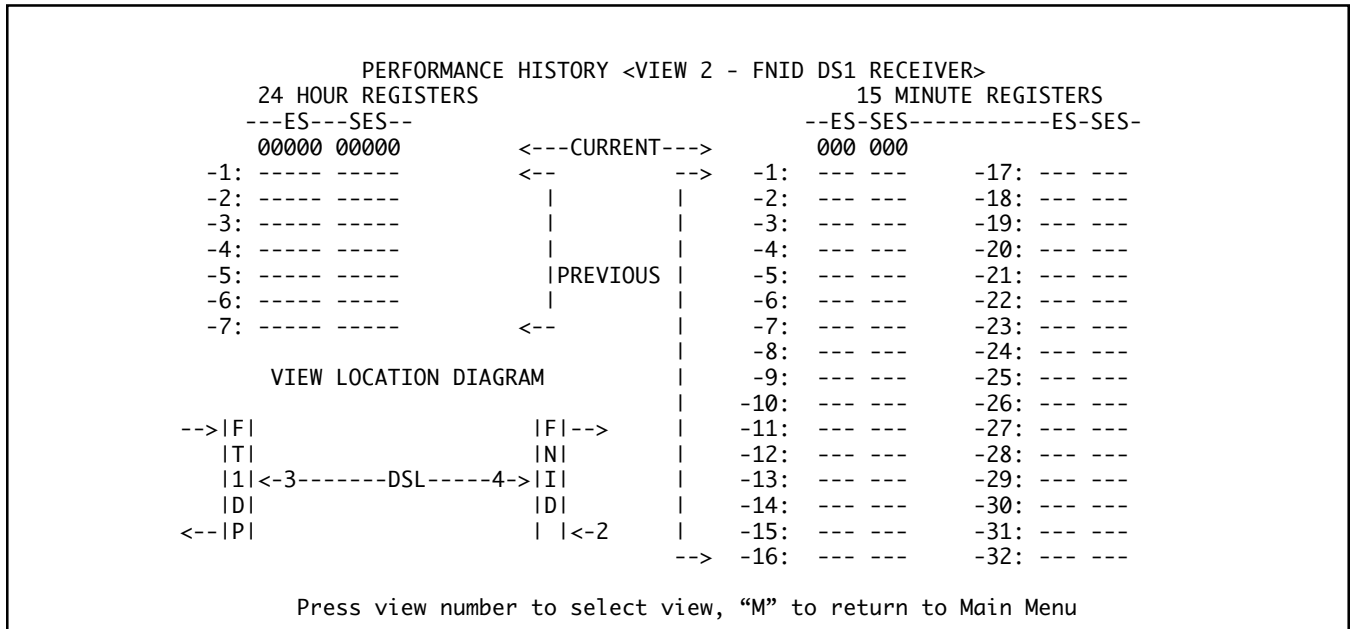 PERFORMANCE HISTORY <VIEW 2 - FNID DS1 RECEIVER>
24 HOUR REGISTERS                                15 MINUTE REGISTERS
---ES---SES--                                 --ES-SES-----------ES-SES-
00000 00000          <---CURRENT--->         000 000
-1: ----- -----          <--         -->   -1:  --- ---     -17: --- ---
-2: ----- -----            |          |    -2:  --- ---     -18: --- ---
-3: ----- -----            |          |    -3:  --- ---     -19: --- ---
-4: ----- -----            |          |    -4:  --- ---     -20: --- ---
-5: ----- -----            |PREVIOUS |    -5:  --- ---     -21: --- ---
-6: ----- -----            |          |    -6:  --- ---     -22: --- ---
-7: ----- -----          <--          |    -7:  --- ---     -23: --- ---
|    -8:  --- ---     -24: --- ---
VIEW LOCATION DIAGRAM          |    -9:  --- ---     -25: --- ---
|   -10:  --- ---     -26: --- ---
-->|F|                        |F|-->     |   -11:  --- ---     -27: --- ---
|T|                        |N|        |   -12:  --- ---     -28: --- ---
|1|<-3-------DSL-----4->|I|        |   -13:  --- ---     -29: --- ---
|D|                        |D|        |   -14:  --- ---     -30: --- ---
<--|P|                        | |<-2     |   -15:  --- ---     -31: --- ---
-->  -16:  --- ---     -32: --- ---
Press view number to select view, “M” to return to Main Menu